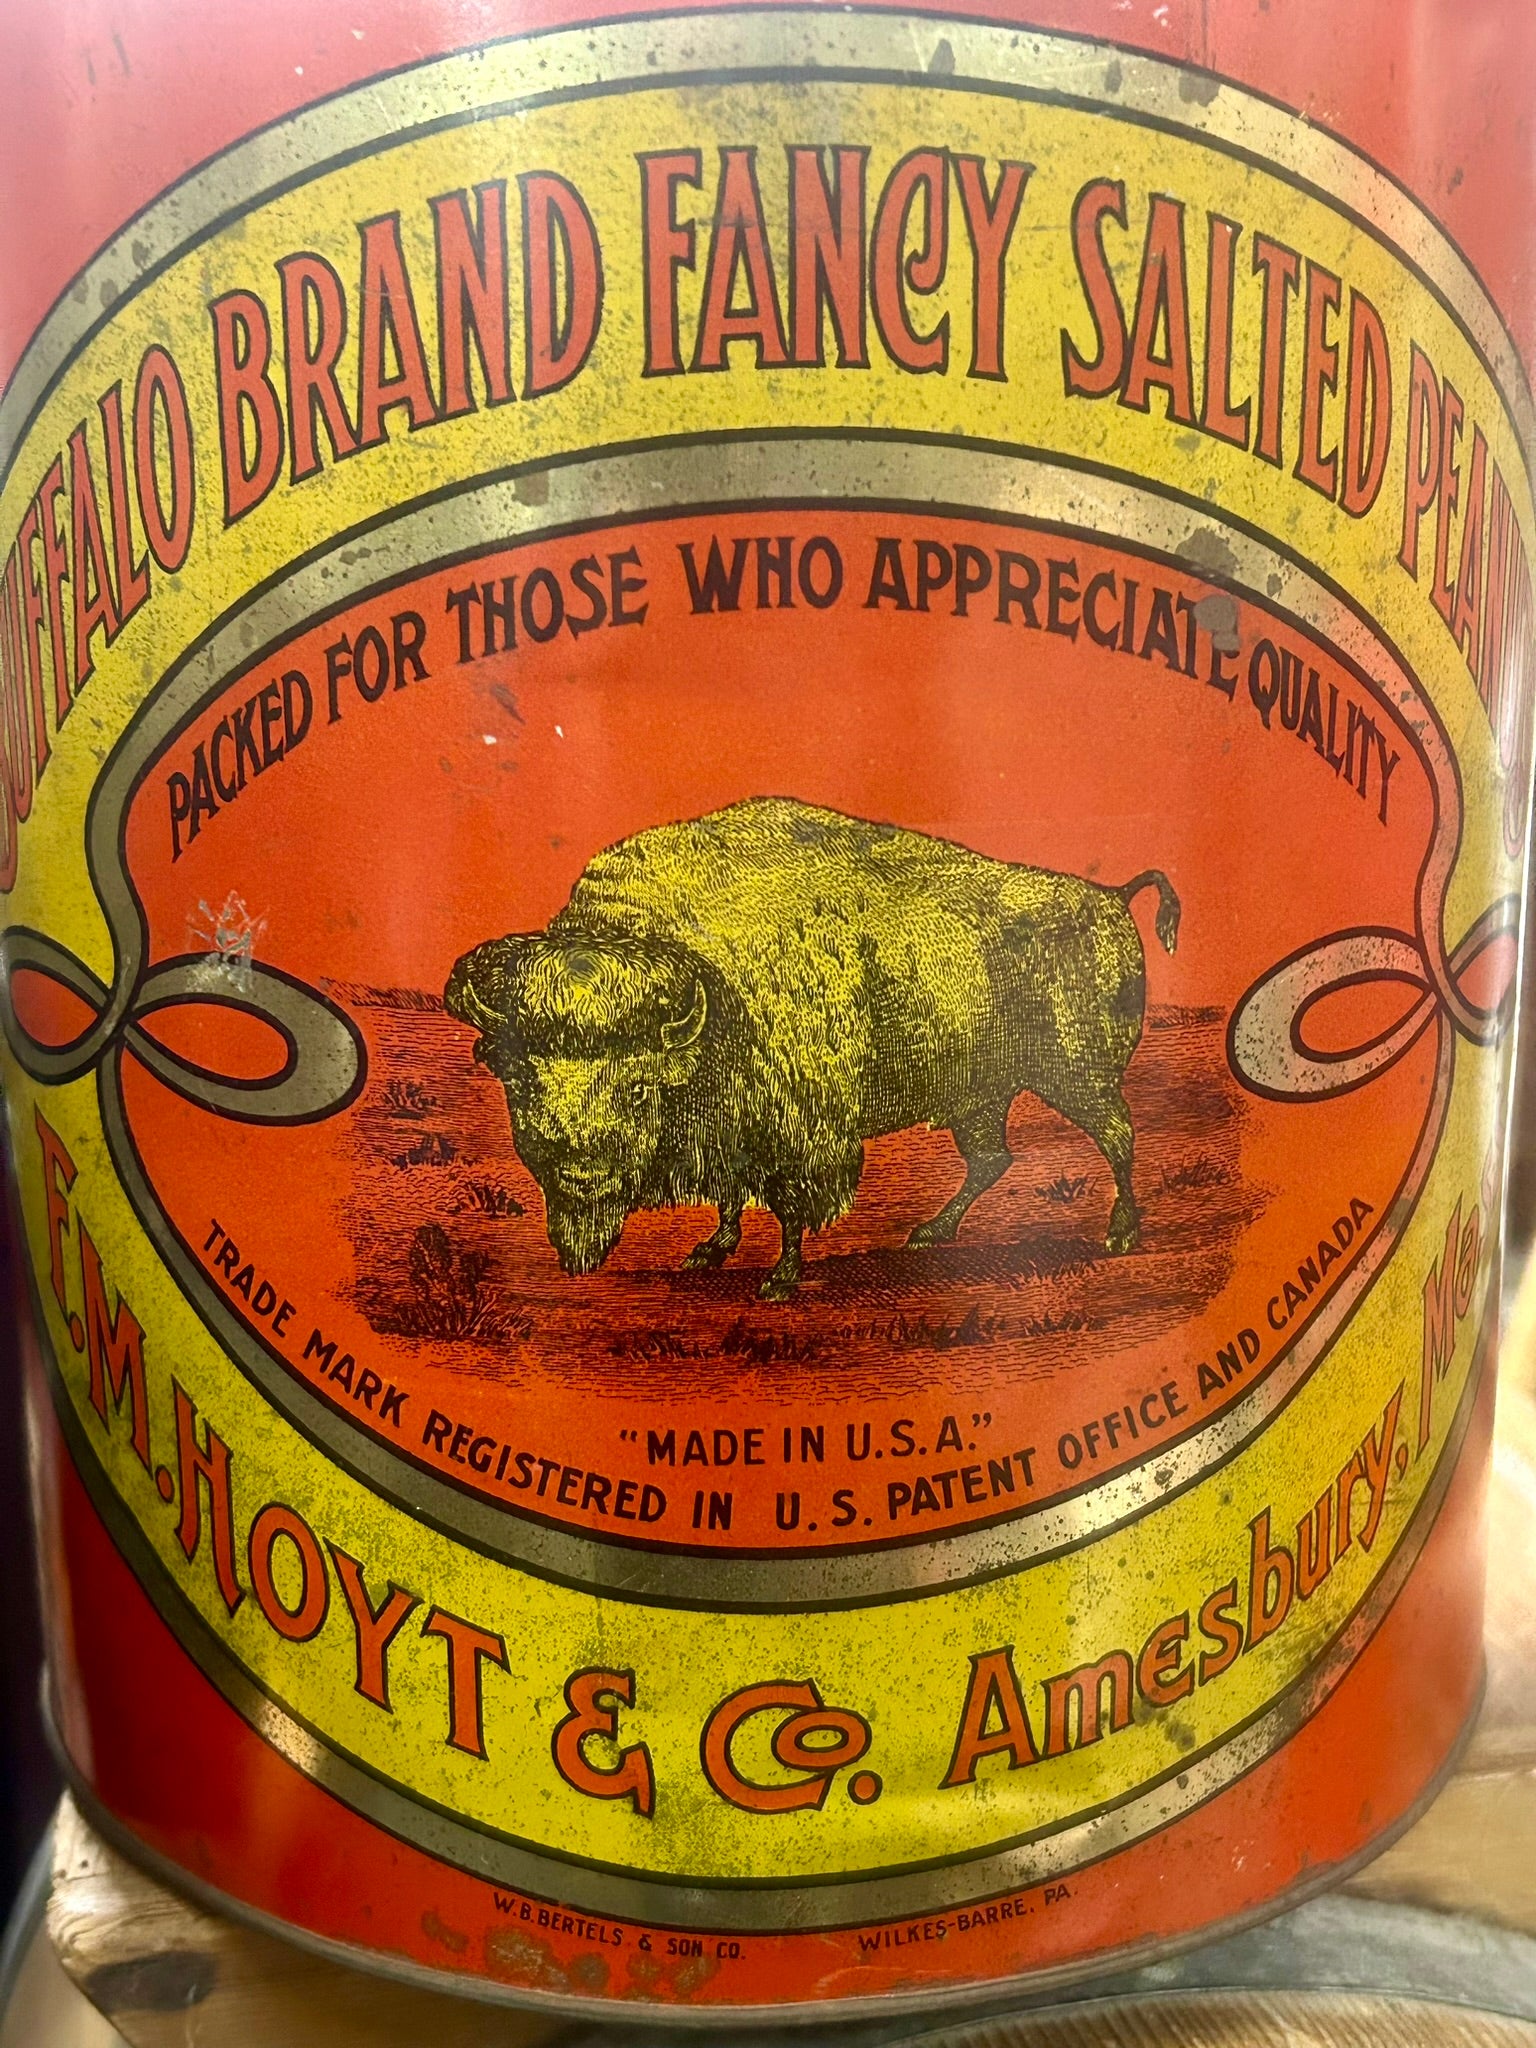 BUFFALO BRAND FANCY SALTED PEANUTS
PACKED FOR THOSE WHO APPRECIATE QUALITY
"MADE IN U.S.A."
TRADE MARK REGISTERED IN U.S. PATENT OFFICE AND CANADA
F.M. HOYT & Co. Amesbury, Mass
W.B. BERTELS & SON CO. WILKES-BARRE, PA.